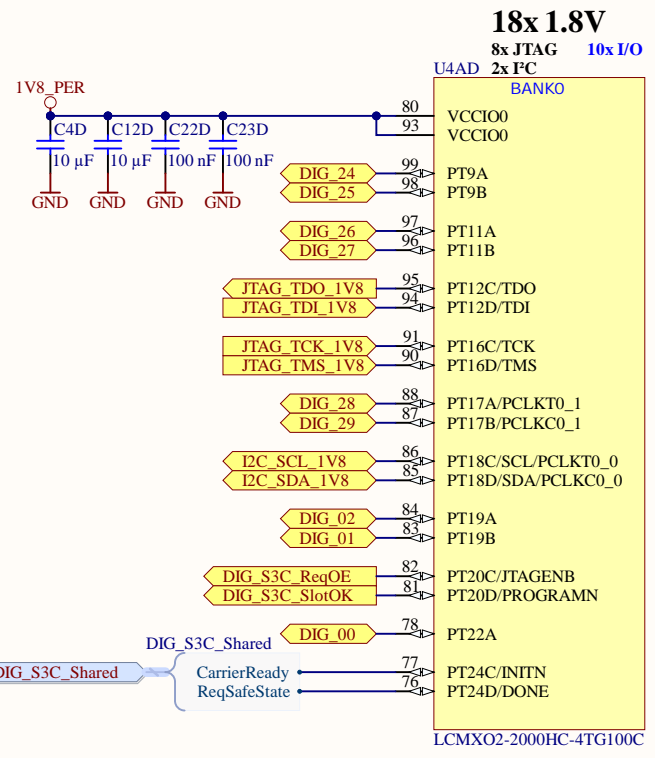 18x 1.8V
8x JTAG 10x I/O
U4AD 2x I²C
BANK0
1V8_PER
80 VCCIO0
93 VCCIO0
C4D C12D C22D C23D
10 µF 10 µF 100 nF 100 nF
GND GND GND GND
DIG_24 99 PT9A
DIG_25 98 PT9B
DIG_26 97 PT11A
DIG_27 96 PT11B
JTAG_TDO_1V8 95 PT12C/TDO
JTAG_TDI_1V8 94 PT12D/TDI
JTAG_TCK_1V8 91 PT16C/TCK
JTAG_TMS_1V8 90 PT16D/TMS
DIG_28 88 PT17A/PCLKT0_1
DIG_29 87 PT17B/PCLKC0_1
I2C_SCL_1V8 86 PT18C/SCL/PCLKT0_0
I2C_SDA_1V8 85 PT18D/SDA/PCLKC0_0
DIG_02 84 PT19A
DIG_01 83 PT19B
DIG_S3C_ReqOE 82 PT20C/JTAGENB
DIG_S3C_SlotOK 81 PT20D/PROGRAMN
DIG_00 78 PT22A
DIG_S3C_Shared
DIG_S3C_Shared CarrierReady 77 PT24C/INITN
ReqSafeState 76 PT24D/DONE
LCMXO2-2000HC-4TG100C